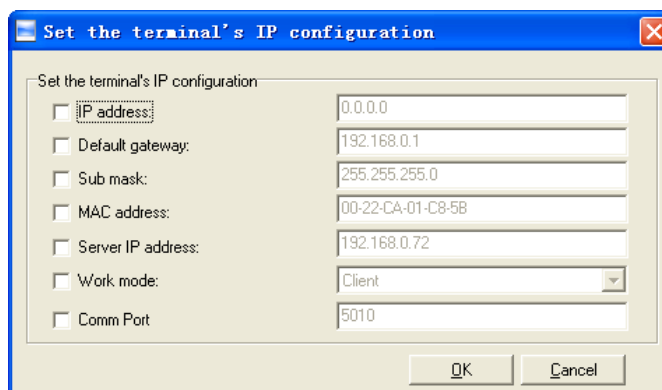 Set the terminal's IP configuration
Set the terminal's IP configuration
IP address: 0.0.0.0
Default gateway: 192.168.0.1
Sub mask: 255.255.255.0
MAC address: 00-22-CA-01-C8-5B
Server IP address: 192.168.0.72
Work mode: Client
Comm Port 5010
OK Cancel